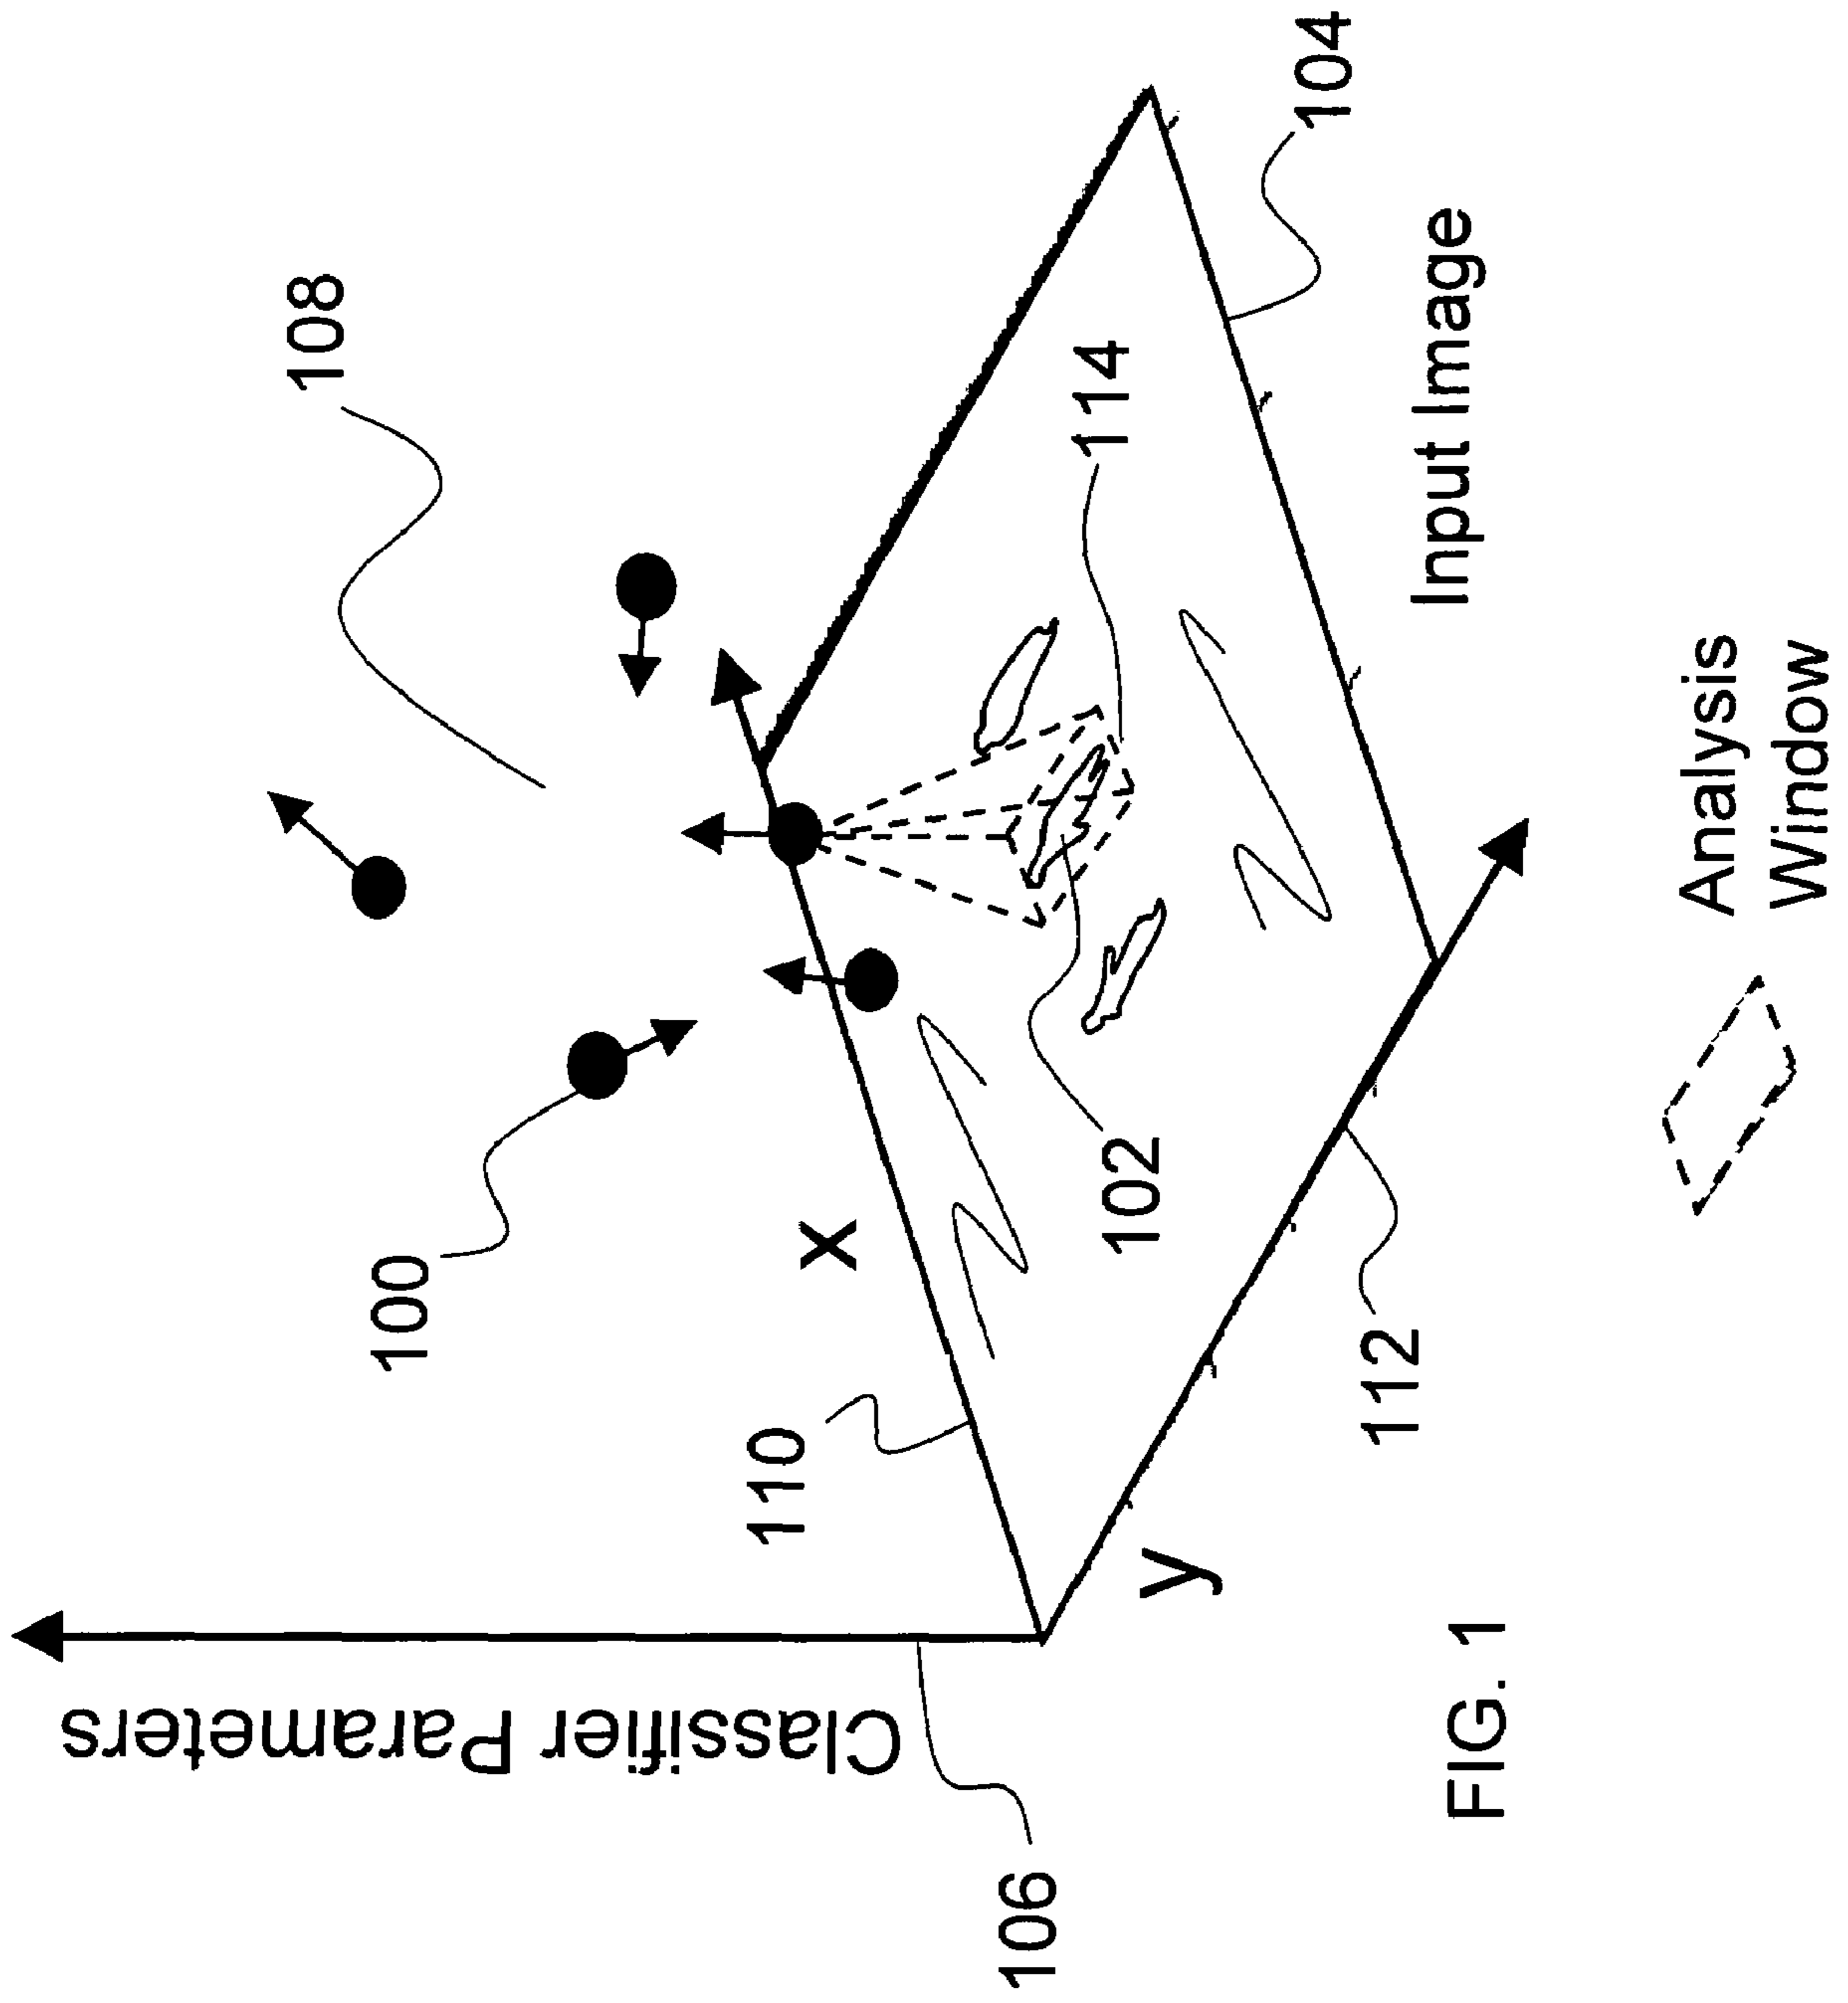 Classifier Parameters
106
108
100
110
x
114
104
102
112
y
Input Image
FIG. 1
Analysis
Window